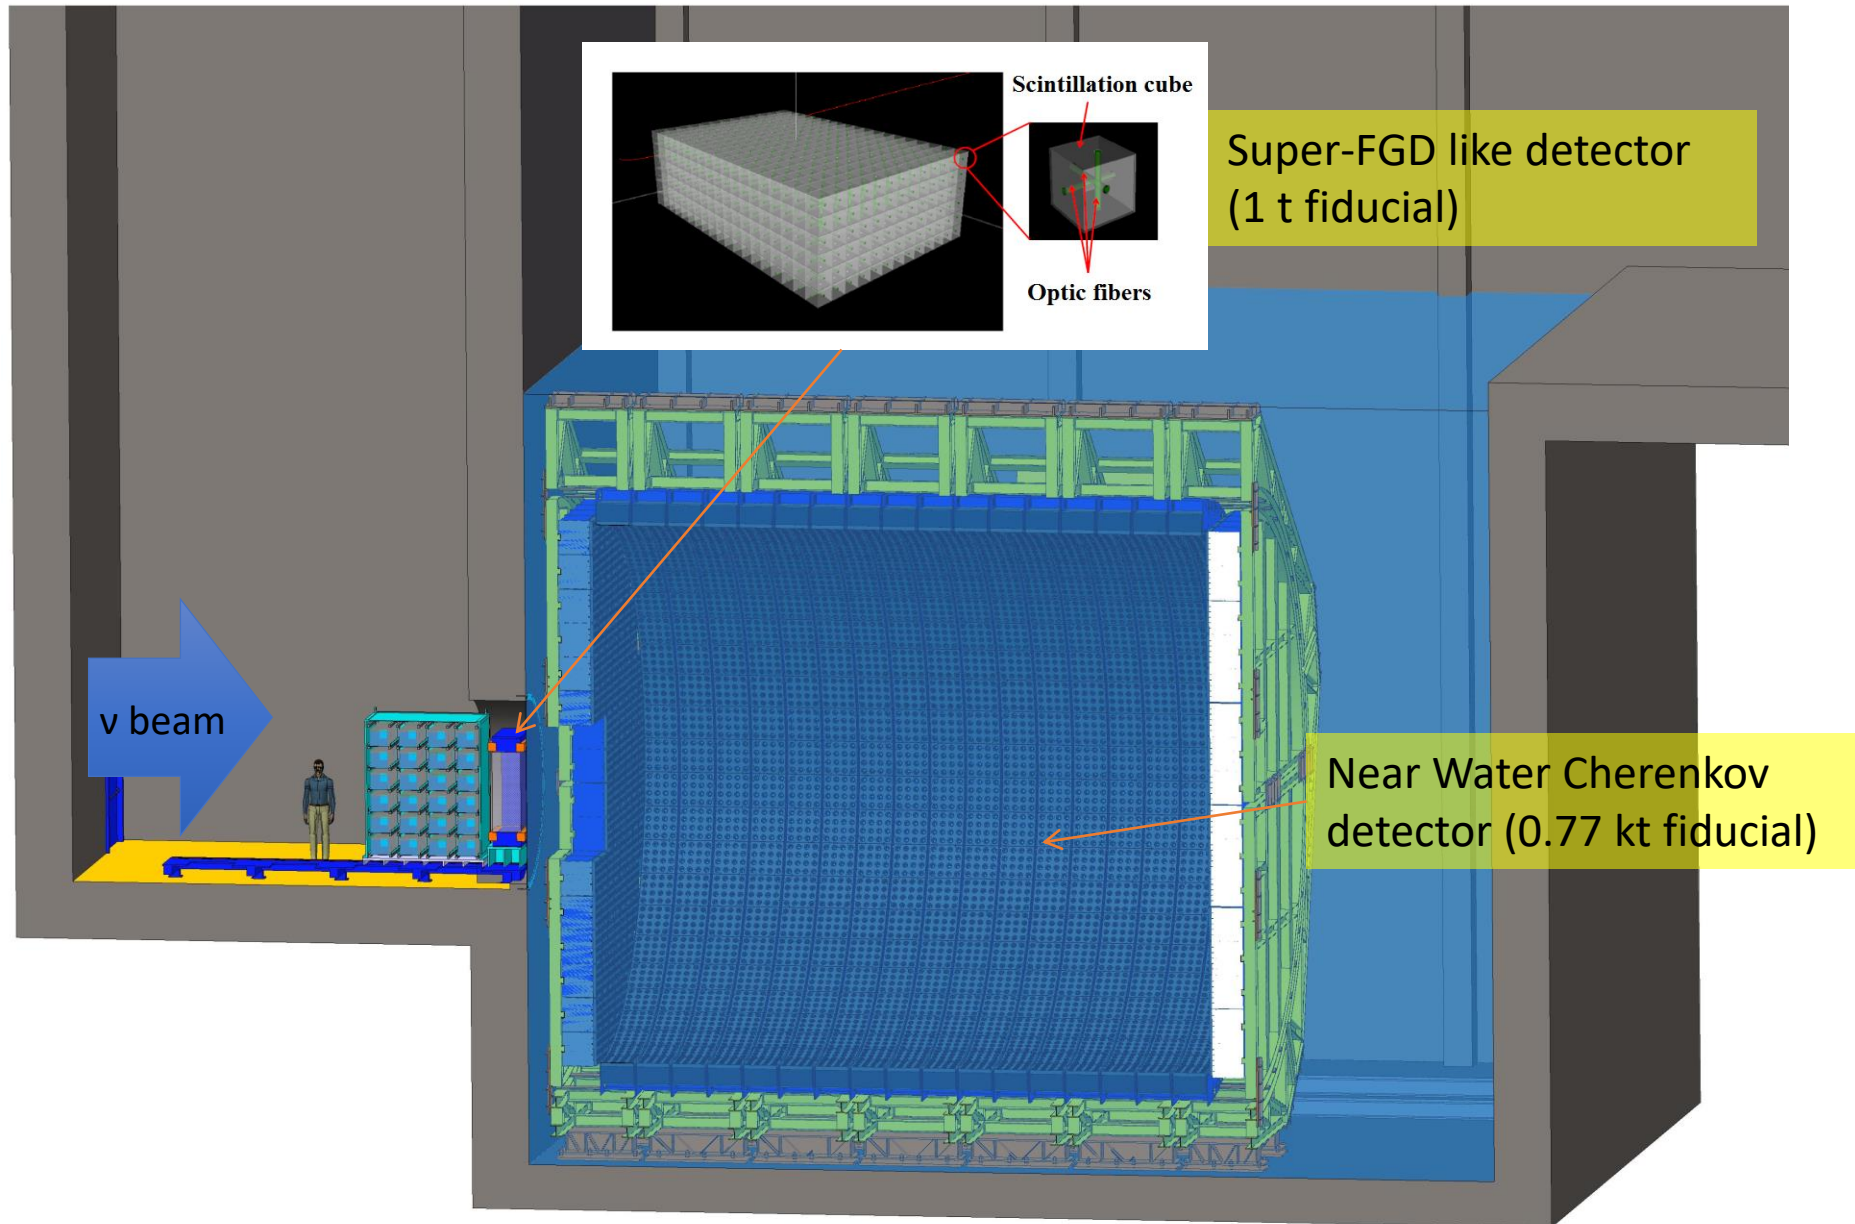 Scintillation cube
Optic fibers
Super-FGD like detector
(1 t fiducial)
ν beam
Near Water Cherenkov
detector (0.77 kt fiducial)